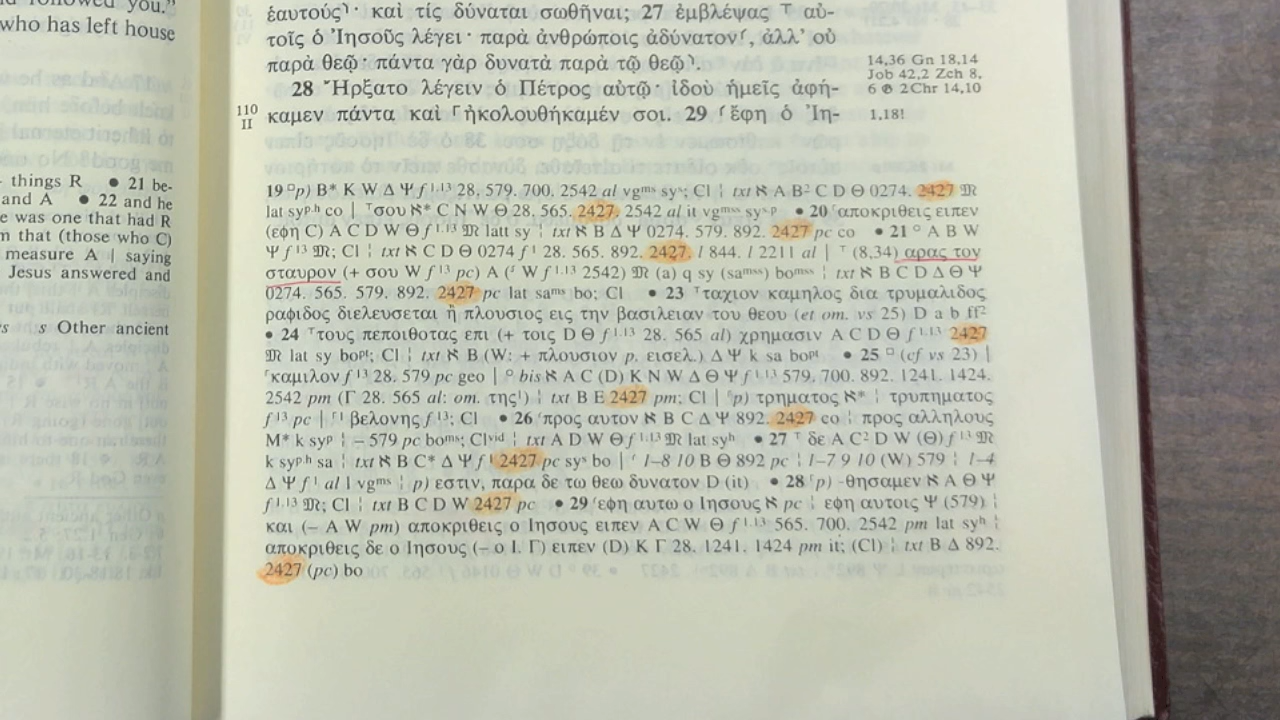 d followed you."
who has left house
things R • 21 be-
and A • 22 and he
e was one that had R
n that (those who C)
measure A | saying
Jesus answered and
s s Other ancient
ἑαυτούς⸃· καὶ τίς δύναται σωθῆναι; 27 ἐμβλέψας ⸆ αὐ-
τοῖς ὁ Ἰησοῦς λέγει· παρὰ ἀνθρώποις ἀδύνατον⸂, ἀλλ’ οὐ
παρὰ θεῷ· πάντα γὰρ δυνατὰ παρὰ τῷ θεῷ⸃.
28 Ἤρξατο λέγειν ὁ Πέτρος αὐτῷ· ἰδοὺ ἡμεῖς ἀφή-
καμεν πάντα καὶ ⸀ἠκολουθήκαμέν σοι. 29 ⸂ἔφη ὁ Ἰη-
110
II
14,36 Gn 18,14
Job 42,2 Zch 8,
6 𝔊 2Chr 14,10
1,18!
19 ▫p) B* K W Δ Ψ f 1.13 28. 579. 700. 2542 al vgms sys; Cl ¦ txt ℵ A B² C D Θ 0274. 2427 𝔐
lat syp.h co | ⸆σου ℵ* C N W Θ 28. 565. 2427. 2542 al it vgmss sys.p • 20 ⸂αποκριθεις ειπεν
(εφη C) A C D W Θ f 1.13 𝔐 latt sy ¦ txt ℵ B Δ Ψ 0274. 579. 892. 2427 pc co • 21 ° A B W
Ψ f 13 𝔐; Cl ¦ txt ℵ C D Θ 0274 f 1 28. 565. 892. 2427. l 844. l 2211 al | ⸆ (8,34) αρας τον
σταυρον (+ σου W f 13 pc) A (⸉ W f 1.13 2542) 𝔐 (a) q sy (samss) bomss ¦ txt ℵ B C D Δ Θ Ψ
0274. 565. 579. 892. 2427 pc lat sams bo; Cl • 23 ⸆ταχιον καμηλος δια τρυμαλιδος
ραφιδος διελευσεται ἢ πλουσιος εις την βασιλειαν του θεου (et om. vs 25) D a b ff²
• 24 ⸆τους πεποιθοτας επι (+ τοις D Θ f 1.13 28. 565 al) χρημασιν A C D Θ f 1.13 2427
𝔐 lat sy bopt; Cl ¦ txt ℵ B (W: + πλουσιον p. εισελ.) Δ Ψ k sa bopt • 25 ▫ (cf vs 23) |
⸀καμιλον f 13 28. 579 pc geo | ° bis ℵ A C (D) K N W Δ Θ Ψ f 1.13 579. 700. 892. 1241. 1424.
2542 pm (Γ 28. 565 al: om. της¹) ¦ txt B E 2427 pm; Cl | ⸀p) τρηματος ℵ* ¦ τρυπηματος
f 13 pc | ⸀¹ βελονης f 13; Cl • 26 ⸂προς αυτον ℵ B C Δ Ψ 892. 2427 co ¦ προς αλληλους
M* k syp ¦ – 579 pc boms; Clvid ¦ txt A D W Θ f 1.13 𝔐 lat syh • 27 ⸆ δε A C² D W (Θ) f 13 𝔐
k syp.h sa ¦ txt ℵ B C* Δ Ψ f 1 2427 pc sys bo | ⸂ 1–8 10 B Θ 892 pc ¦ 1–7 9 10 (W) 579 ¦ 1–4
Δ Ψ f 1 al l vgms ¦ p) εστιν, παρα δε τω θεω δυνατον D (it) • 28 ⸀p) -θησαμεν ℵ A Θ Ψ
f 1.13 𝔐; Cl ¦ txt B C D W 2427 pc • 29 ⸂εφη αυτω ο Ιησους ℵ pc ¦ εφη αυτοις Ψ (579) ¦
και (– A W pm) αποκριθεις ο Ιησους ειπεν A C W Θ f 1.13 565. 700. 2542 pm lat syh ¦
αποκριθεις δε ο Ιησους (– ο Ι. Γ) ειπεν (D) K Γ 28. 1241. 1424 pm it; (Cl) ¦ txt B Δ 892.
2427 (pc) bo